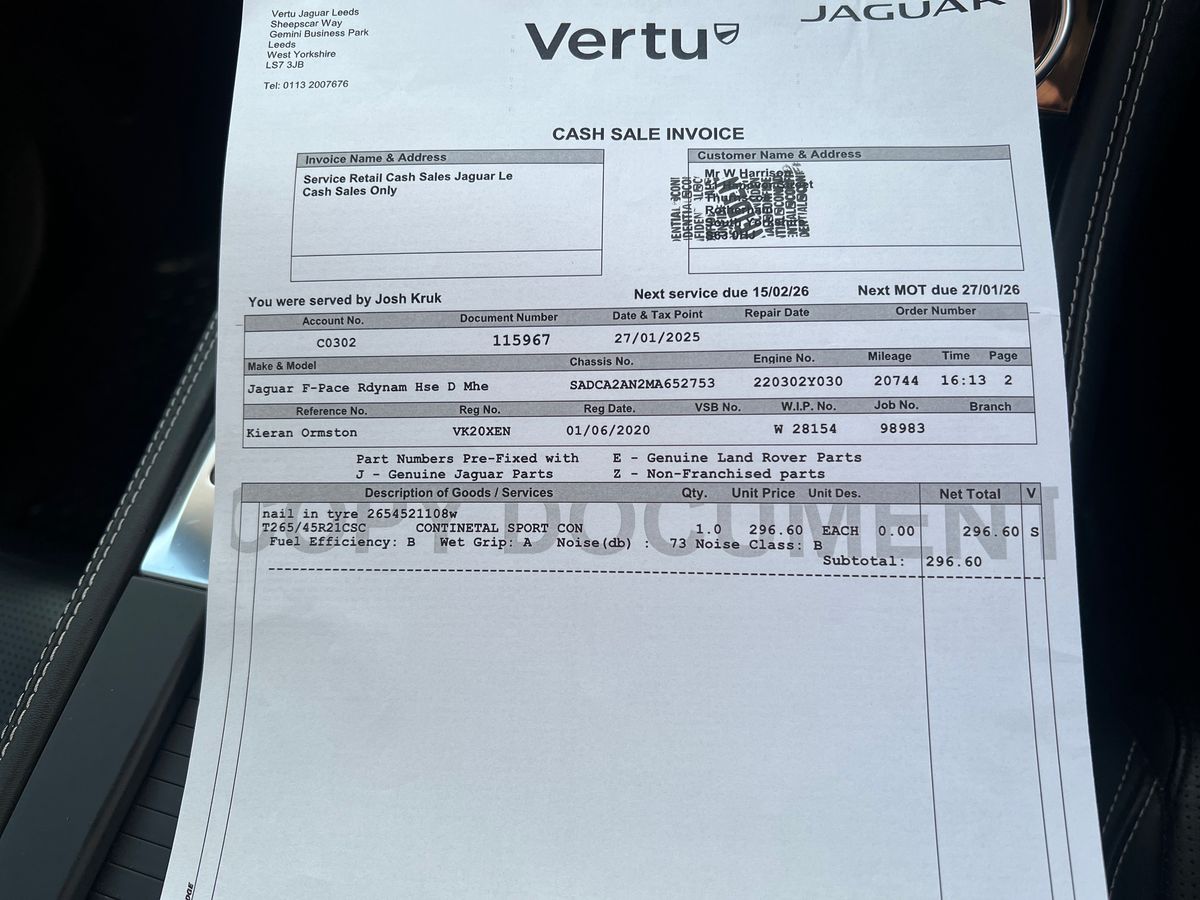 Vertu Jaguar Leeds
Sheepscar Way
Gemini Business Park
Leeds
West Yorkshire
LS7 3JB
Tel: 0113 2007676
Vertu
JAGUAR
CASH SALE INVOICE
Invoice Name & Address
Service Retail Cash Sales Jaguar Le
Cash Sales Only
Customer Name & Address
Mr W Harrison
You were served by Josh Kruk
Next service due 15/02/26
Next MOT due 27/01/26
Account No. Document Number Date & Tax Point Repair Date Order Number
C0302 115967 27/01/2025
Make & Model Chassis No. Engine No. Mileage Time Page
Jaguar F-Pace Rdynam Hse D Mhe SADCA2AN2MA652753 220302Y030 20744 16:13 2
Reference No. Reg No. Reg Date. VSB No. W.I.P. No. Job No. Branch
Kieran Ormston VK20XEN 01/06/2020 W 28154 98983
Part Numbers Pre-Fixed with E - Genuine Land Rover Parts
J - Genuine Jaguar Parts Z - Non-Franchised parts
COPY DOCUMENT
Description of Goods / Services Qty. Unit Price Unit Des. Net Total V
nail in tyre 2654521108w
T265/45R21CSC CONTINETAL SPORT CON 1.0 296.60 EACH 0.00 296.60 S
Fuel Efficiency: B Wet Grip: A Noise(db) : 73 Noise Class: B
Subtotal: 296.60